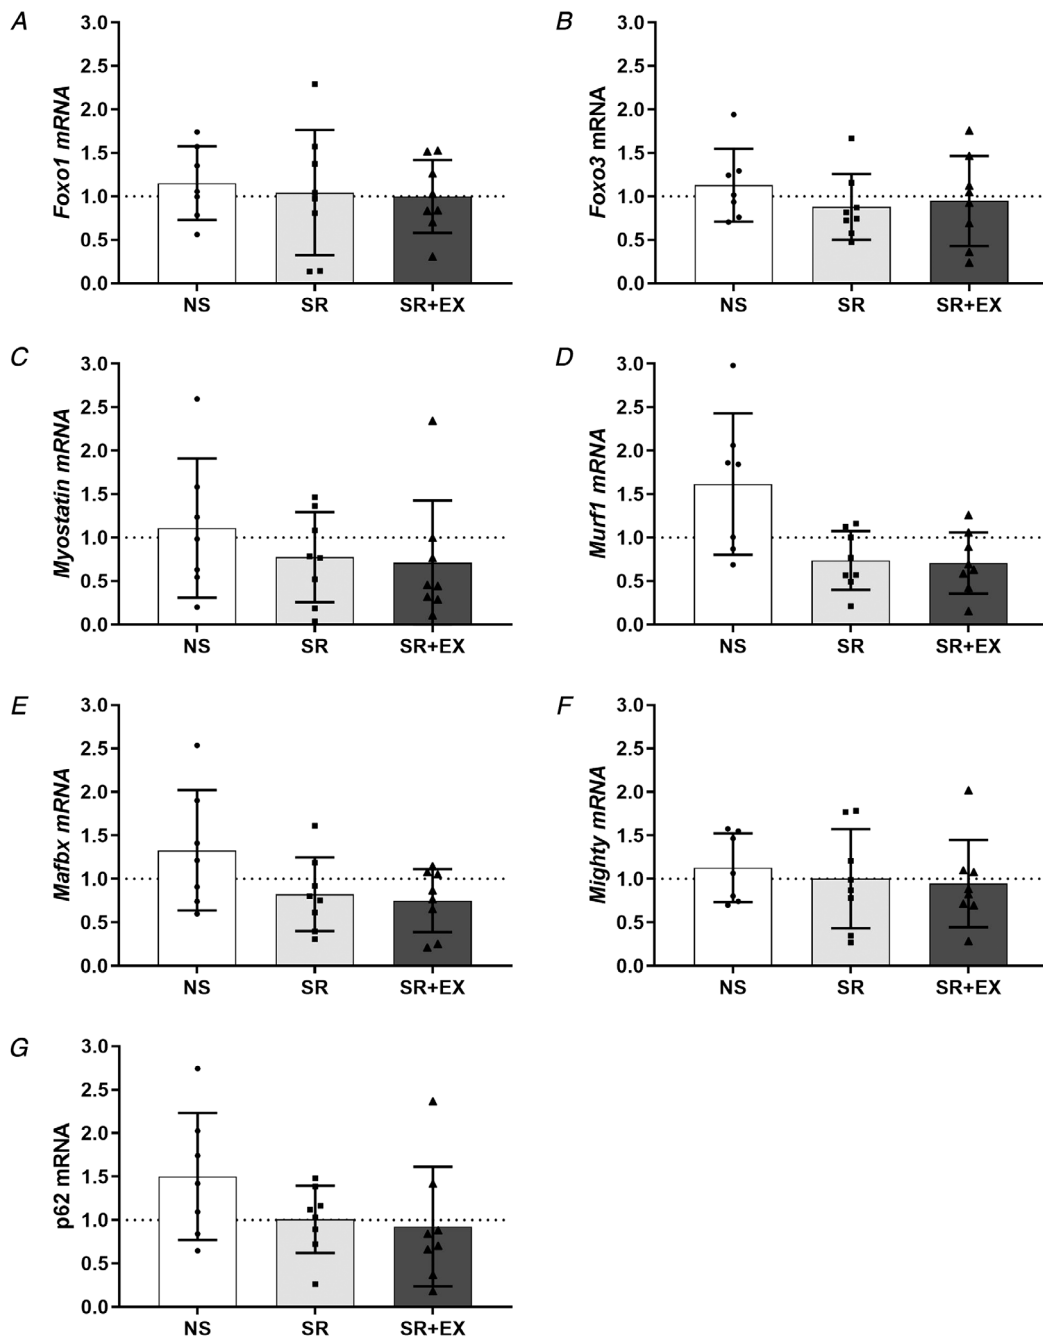 A
Foxo1 mRNA
3.0
2.5
2.0
1.5
1.0
0.5
0.0
NS SR SR+EX
B
Foxo3 mRNA
3.0
2.5
2.0
1.5
1.0
0.5
0.0
NS SR SR+EX
C
Myostatin mRNA
3.0
2.5
2.0
1.5
1.0
0.5
0.0
NS SR SR+EX
D
Murf1 mRNA
3.0
2.5
2.0
1.5
1.0
0.5
0.0
NS SR SR+EX
E
Mafbx mRNA
3.0
2.5
2.0
1.5
1.0
0.5
0.0
NS SR SR+EX
F
Mighty mRNA
3.0
2.5
2.0
1.5
1.0
0.5
0.0
NS SR SR+EX
G
p62 mRNA
3.0
2.5
2.0
1.5
1.0
0.5
0.0
NS SR SR+EX